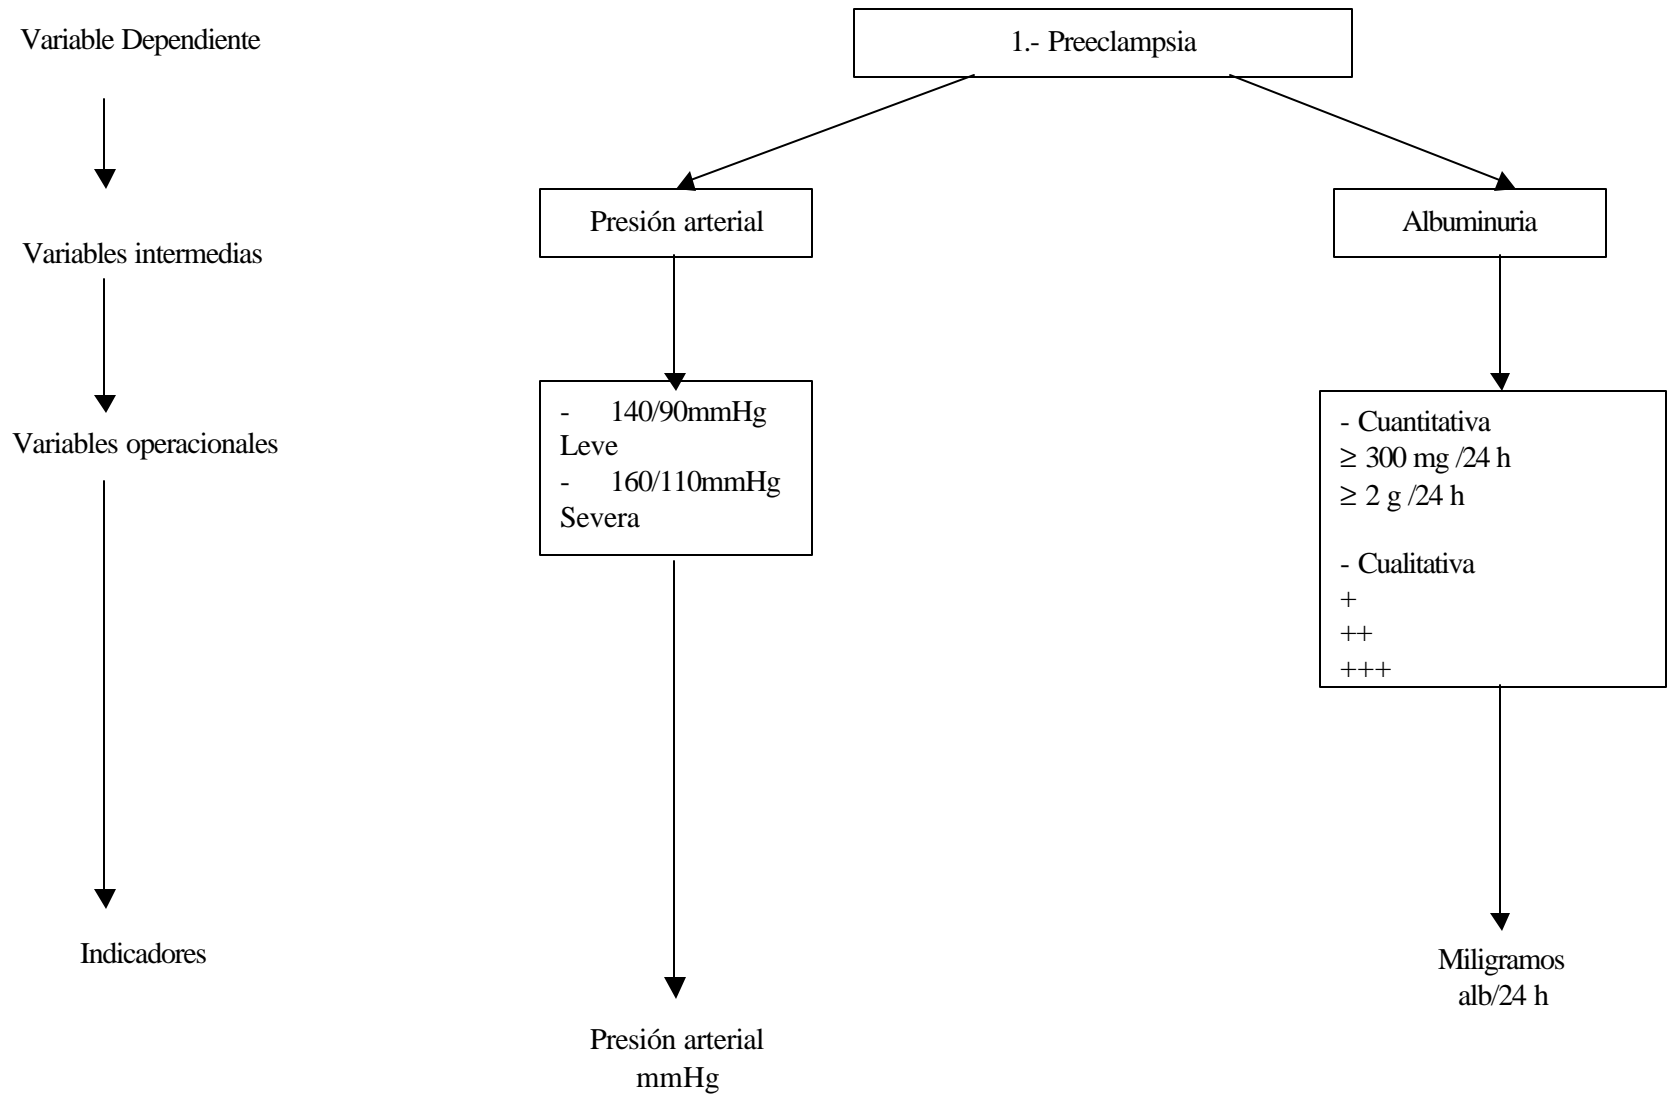 Variable Dependiente
1.- Preeclampsia
Variables intermedias
Presión arterial
Albuminuria
Variables operacionales
- 140/90mmHg
Leve
- 160/110mmHg
Severa
- Cuantitativa
≥ 300 mg /24 h
≥ 2 g /24 h
- Cualitativa
+
++
+++
Indicadores
Presión arterial
mmHg
Miligramos
alb/24 h